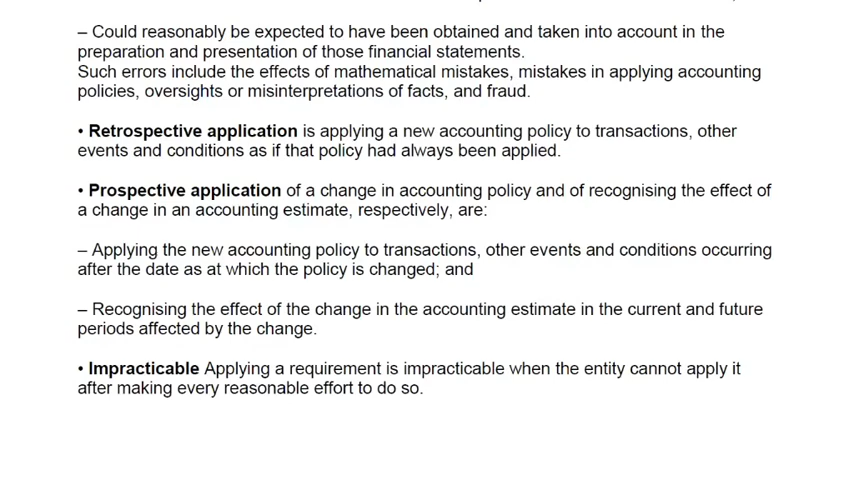 – Could reasonably be expected to have been obtained and taken into account in the
preparation and presentation of those financial statements.
Such errors include the effects of mathematical mistakes, mistakes in applying accounting
policies, oversights or misinterpretations of facts, and fraud.
• Retrospective application is applying a new accounting policy to transactions, other
events and conditions as if that policy had always been applied.
• Prospective application of a change in accounting policy and of recognising the effect of
a change in an accounting estimate, respectively, are:
– Applying the new accounting policy to transactions, other events and conditions occurring
after the date as at which the policy is changed; and
– Recognising the effect of the change in the accounting estimate in the current and future
periods affected by the change.
• Impracticable Applying a requirement is impracticable when the entity cannot apply it
after making every reasonable effort to do so.